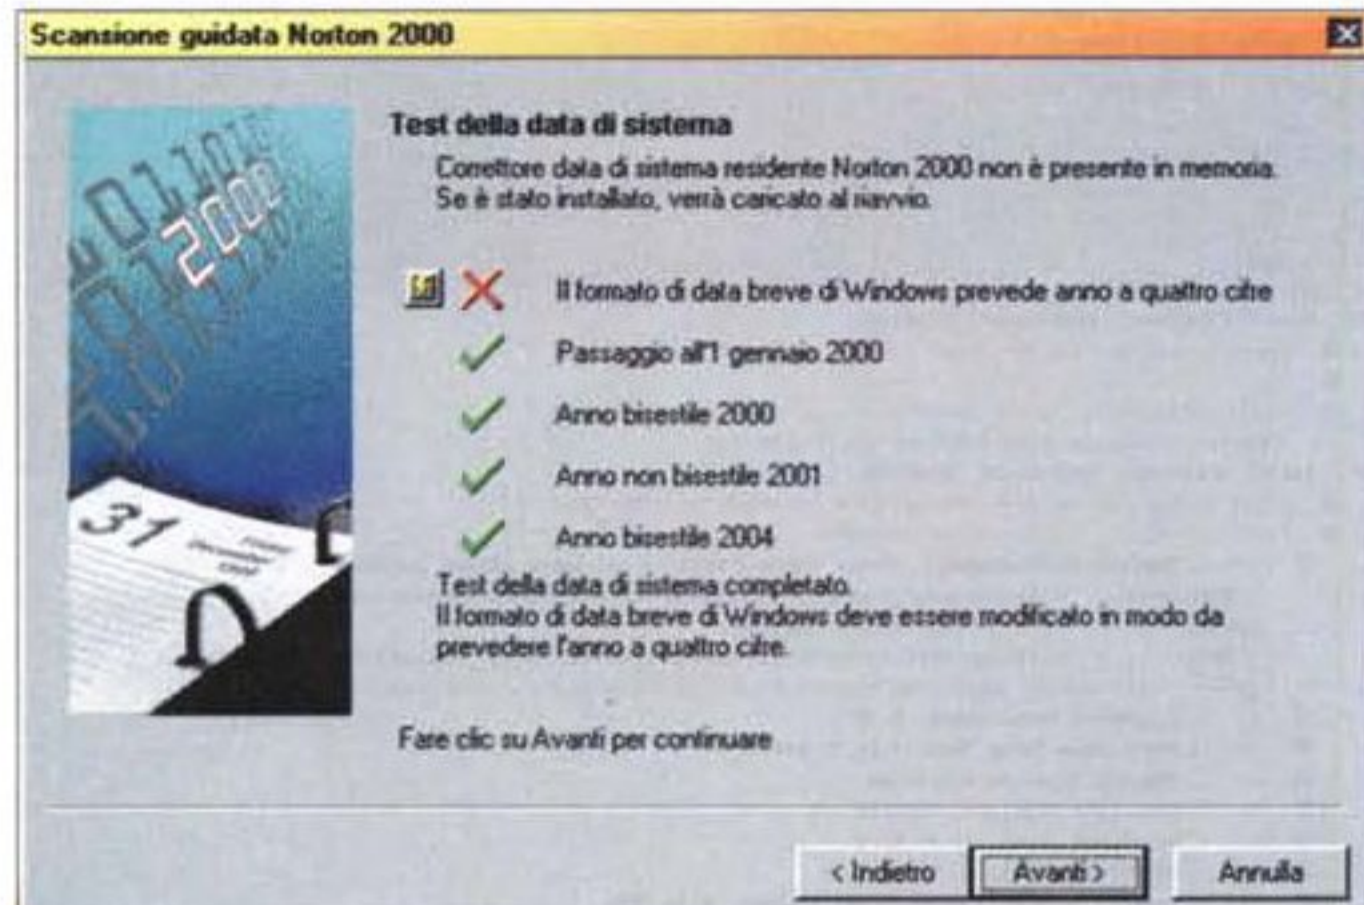 Scansione guidata Norton 2000
2000
31
Test della data di sistema
Correttore data di sistema residente Norton 2000 non è presente in memoria.
Se è stato installato, verrà caricato al riavvio.
Il formato di data breve di Windows prevede anno a quattro cifre
Passaggio all'1 gennaio 2000
Anno bisestile 2000
Anno non bisestile 2001
Anno bisestile 2004
Test della data di sistema completato.
Il formato di data breve di Windows deve essere modificato in modo da
prevedere l'anno a quattro cifre.
Fare clic su Avanti per continuare
< Indietro
Avanti >
Annulla